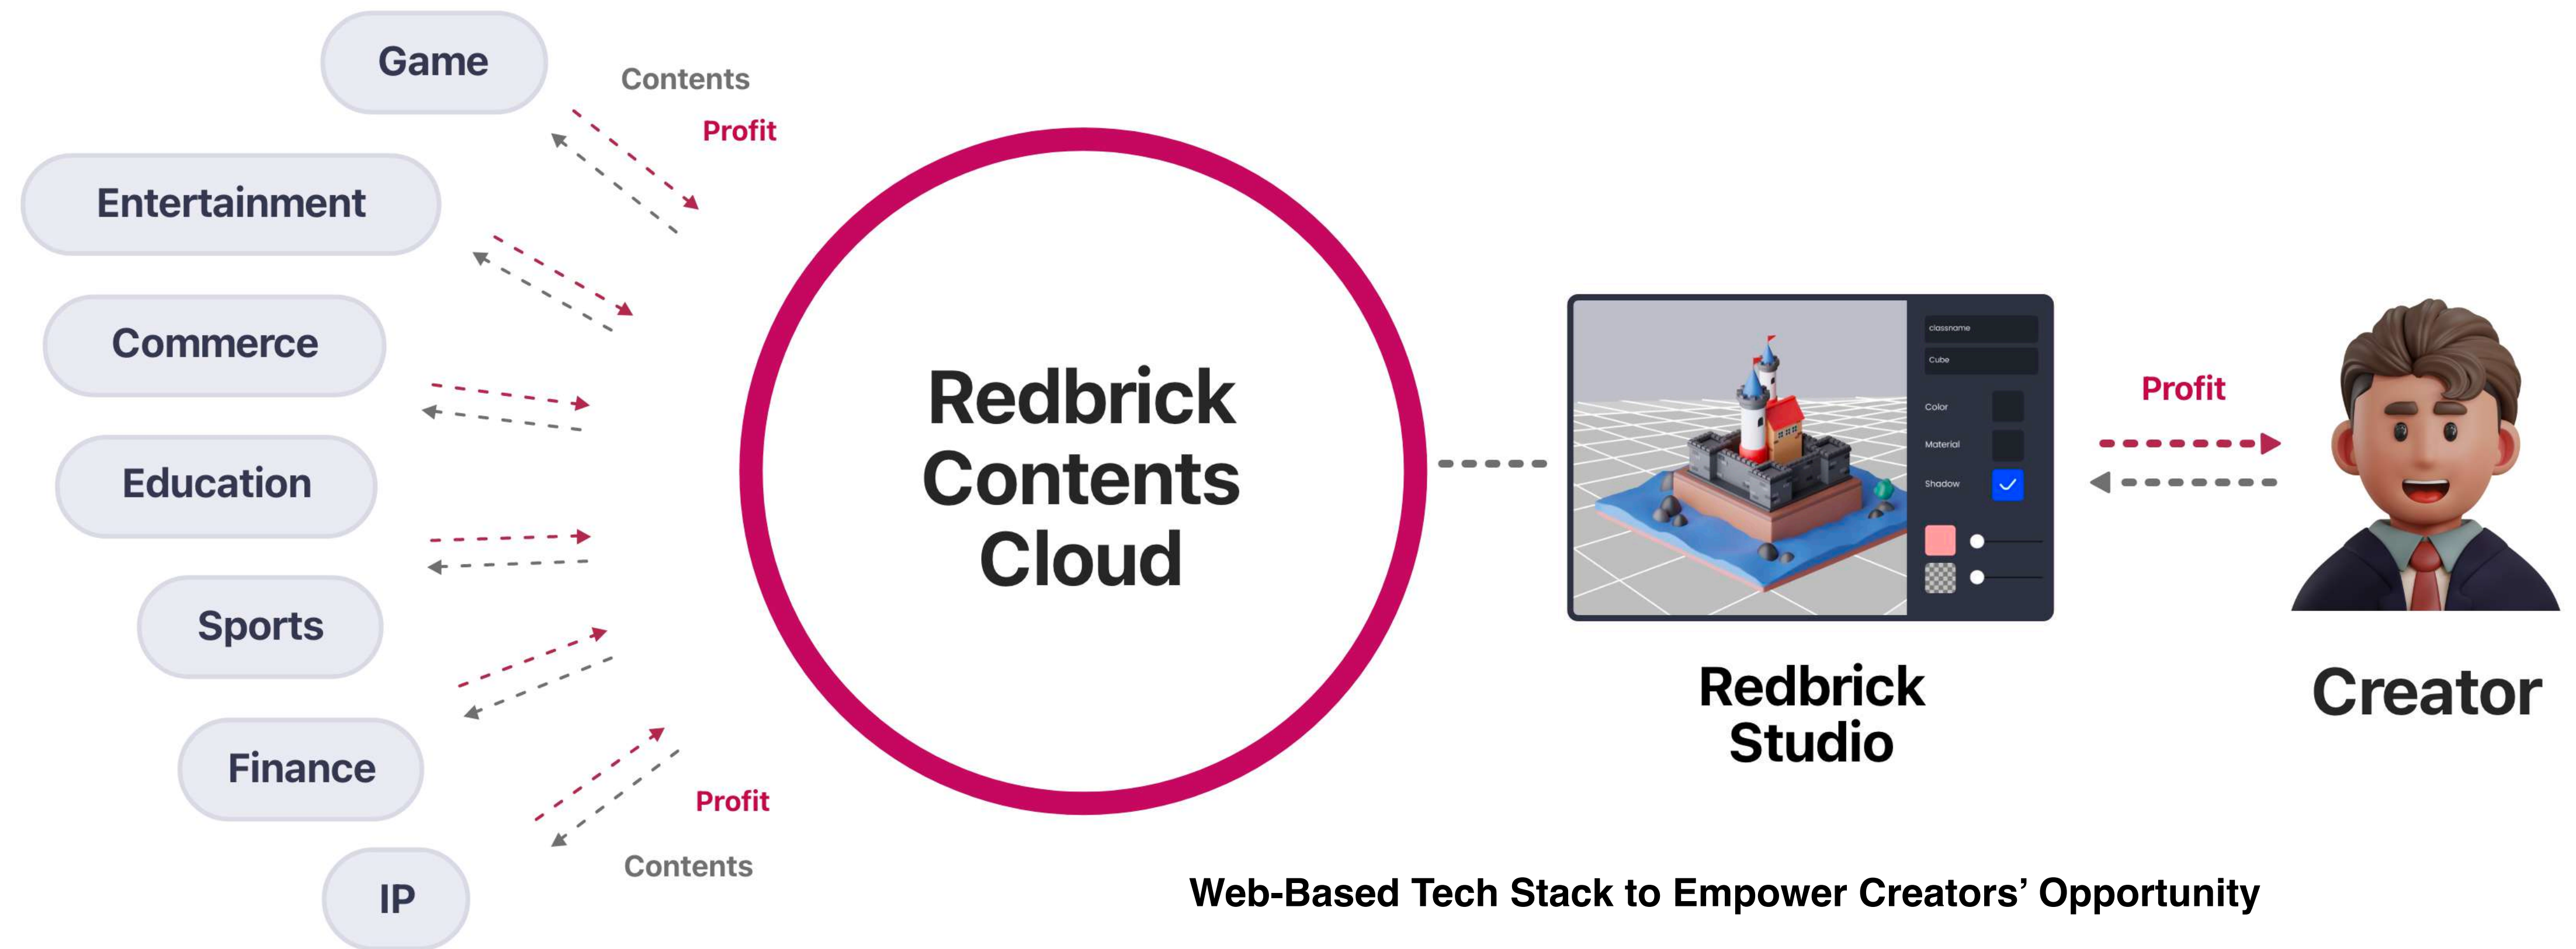 Game
Entertainment
Commerce
Education
Sports
Finance
IP
Contents
Profit
Profit
Contents
Redbrick
Contents
Cloud
classname
Cube
Color
Material
Shadow
Redbrick
Studio
Profit
Creator
Web-Based Tech Stack to Empower Creators’ Opportunity